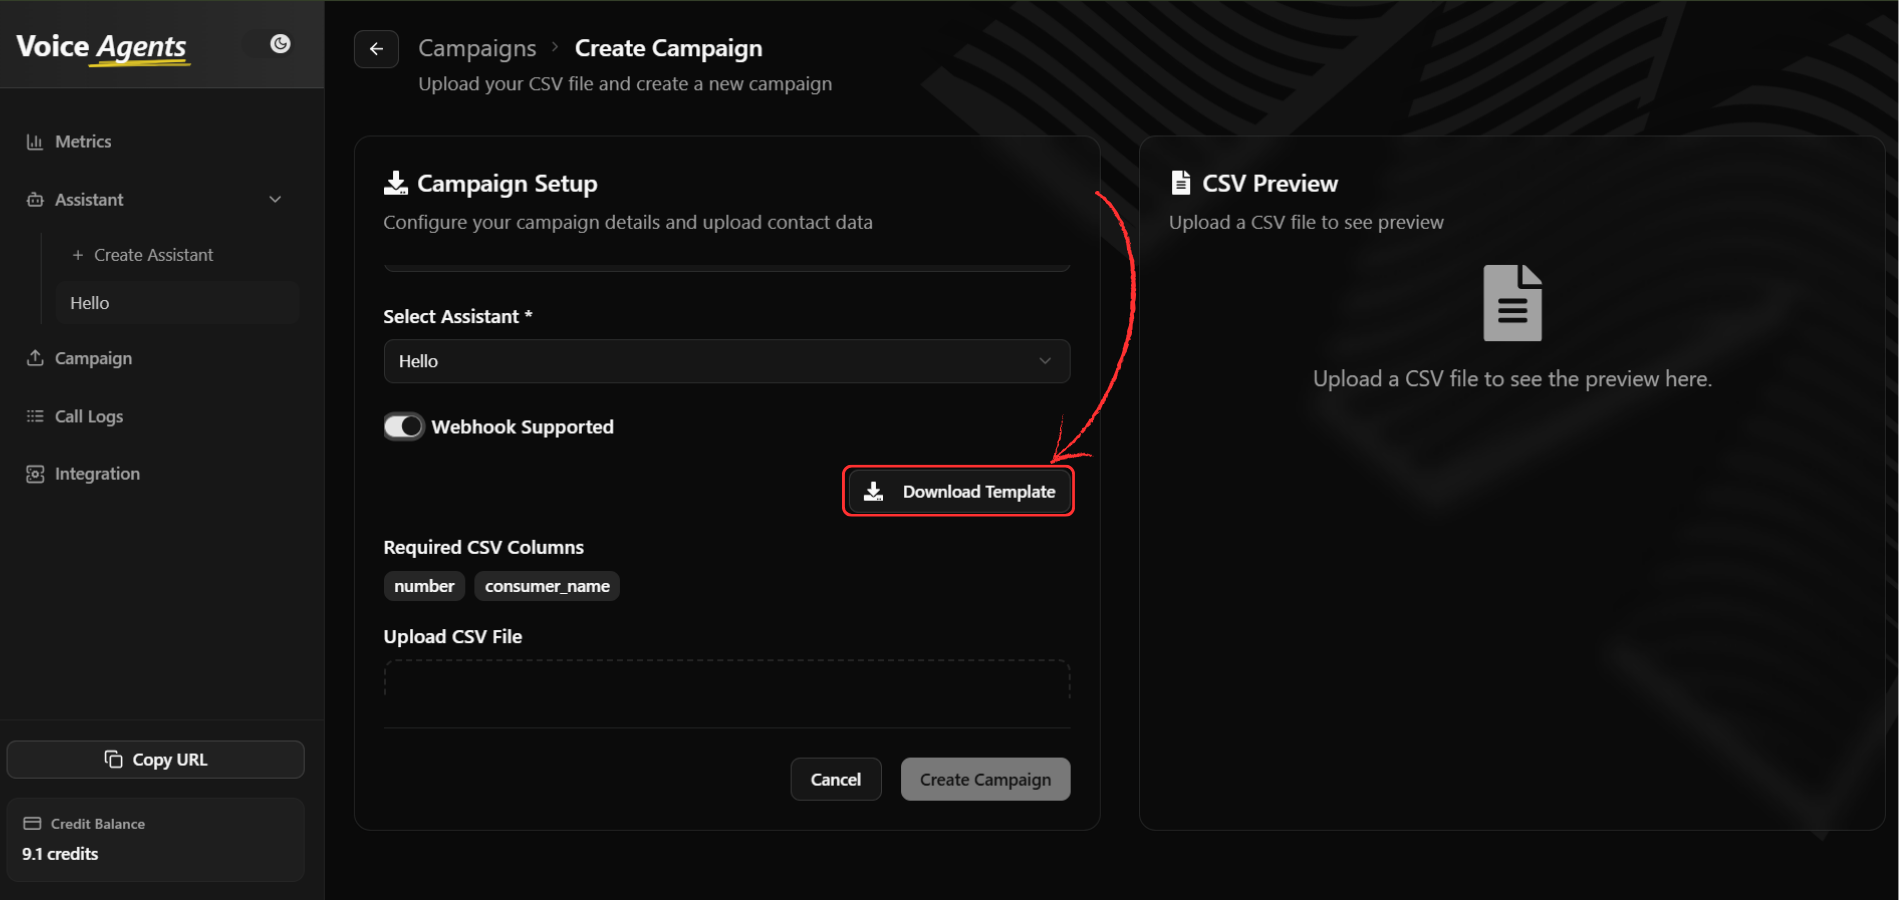 Voice Agents
Metrics
Assistant
+ Create Assistant
Hello
Campaign
Call Logs
Integration
Copy URL
Credit Balance
9.1 credits
Campaigns > Create Campaign
Upload your CSV file and create a new campaign
Campaign Setup
Configure your campaign details and upload contact data
Select Assistant *
Hello
Webhook Supported
Download Template
Required CSV Columns
number consumer_name
Upload CSV File
Cancel Create Campaign
CSV Preview
Upload a CSV file to see preview
Upload a CSV file to see the preview here.